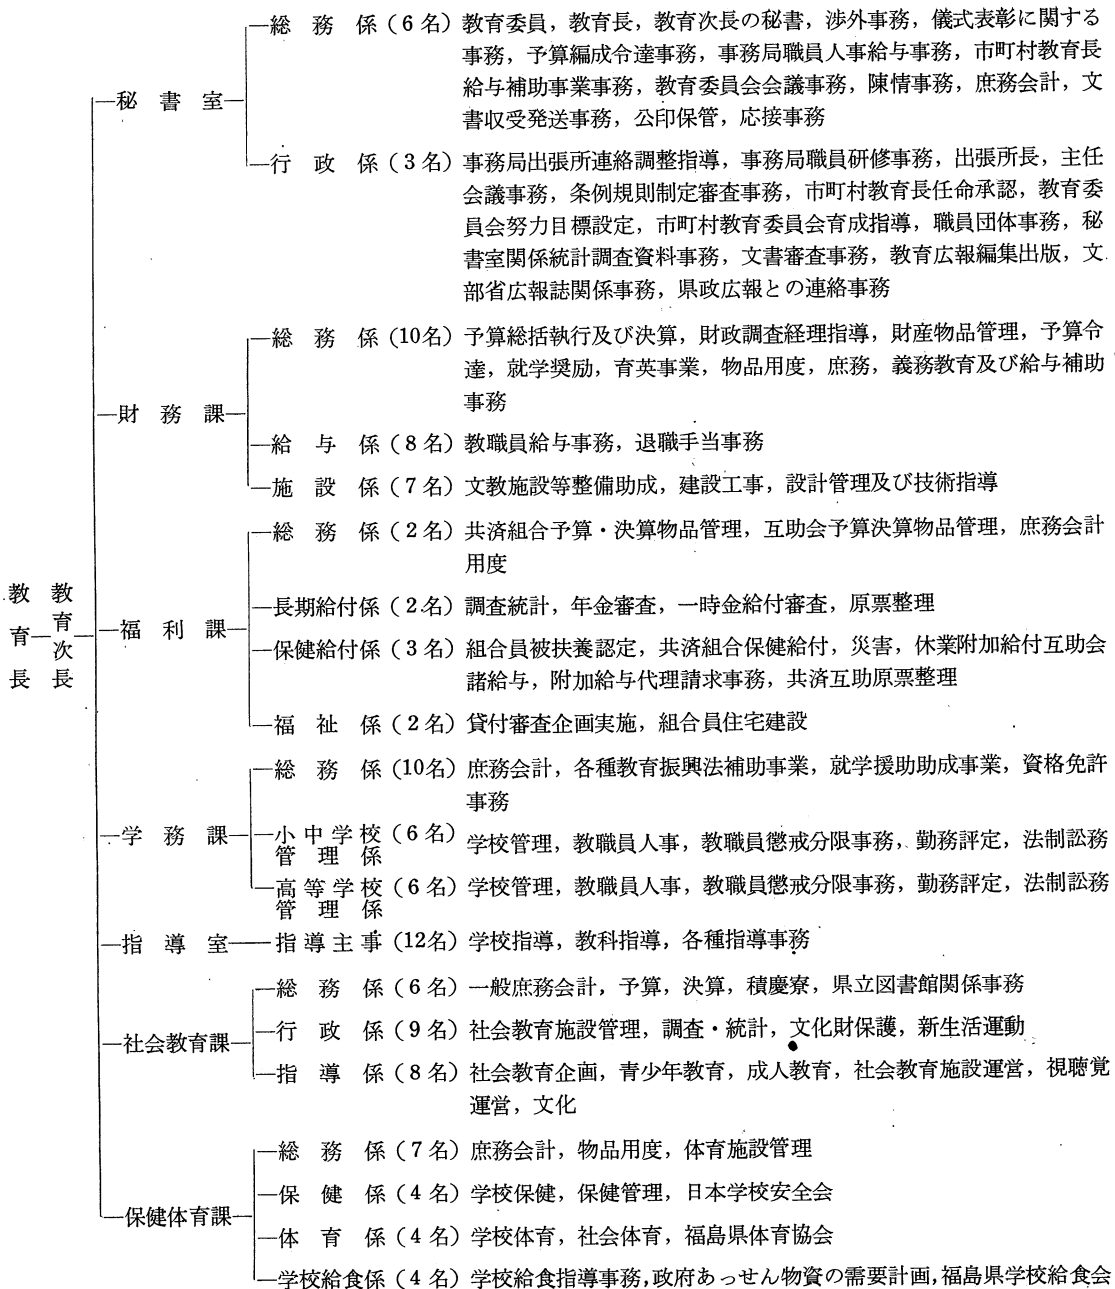 教育長
教育次長
秘書室
総務係(6名) 教育委員,教育長,教育次長の秘書,渉外事務,儀式表彰に関する
事務,予算編成令達事務,事務局職員人事給与事務,市町村教育長
給与補助事業事務,教育委員会会議事務,陳情事務,庶務会計,文
書収受発送事務,公印保管,応接事務
行政係(3名) 事務局出張所連絡調整指導,事務局職員研修事務,出張所長,主任
会議事務,条例規則制定審査事務,市町村教育長任命承認,教育委
員会努力目標設定,市町村教育委員会育成指導,職員団体事務,秘
書室関係統計調査資料事務,文書審査事務,教育広報編集出版,文
部省広報誌関係事務,県政広報との連絡事務
財務課
総務係(10名) 予算総括執行及び決算,財政調査経理指導,財産物品管理,予算令
達,就学奨励,育英事業,物品用度,庶務,義務教育及び給与補助
事務
給与係(8名) 教職員給与事務,退職手当事務
施設係(7名) 文教施設等整備助成,建設工事,設計管理及び技術指導
福利課
総務係(2名) 共済組合予算・決算物品管理,互助会予算決算物品管理,庶務会計
用度
長期給付係(2名) 調査統計,年金審査,一時金給付審査,原票整理
保健給付係(3名) 組合員被扶養認定,共済組合保健給付,災害,休業附加給付互助会
諸給与,附加給与代理請求事務,共済互助原票整理
福祉係(2名) 貸付審査企画実施,組合員住宅建設
学務課
総務係(10名) 庶務会計,各種教育振興法補助事業,就学援助助成事業,資格免許
事務
小中学校管理係(6名) 学校管理,教職員人事,教職員懲戒分限事務,勤務評定,法制訟務
高等学校管理係(6名) 学校管理,教職員人事,教職員懲戒分限事務,勤務評定,法制訟務
指導室
指導主事(12名) 学校指導,教科指導,各種指導事務
社会教育課
総務係(6名) 一般庶務会計,予算,決算,積慶寮,県立図書館関係事務
行政係(9名) 社会教育施設管理,調査・統計,文化財保護,新生活運動
指導係(8名) 社会教育企画,青少年教育,成人教育,社会教育施設運営,視聴覚
運営,文化
保健体育課
総務係(7名) 庶務会計,物品用度,体育施設管理
保健係(4名) 学校保健,保健管理,日本学校安全会
体育係(4名) 学校体育,社会体育,福島県体育協会
学校給食係(4名) 学校給食指導事務,政府あっせん物資の需要計画,福島県学校給食会